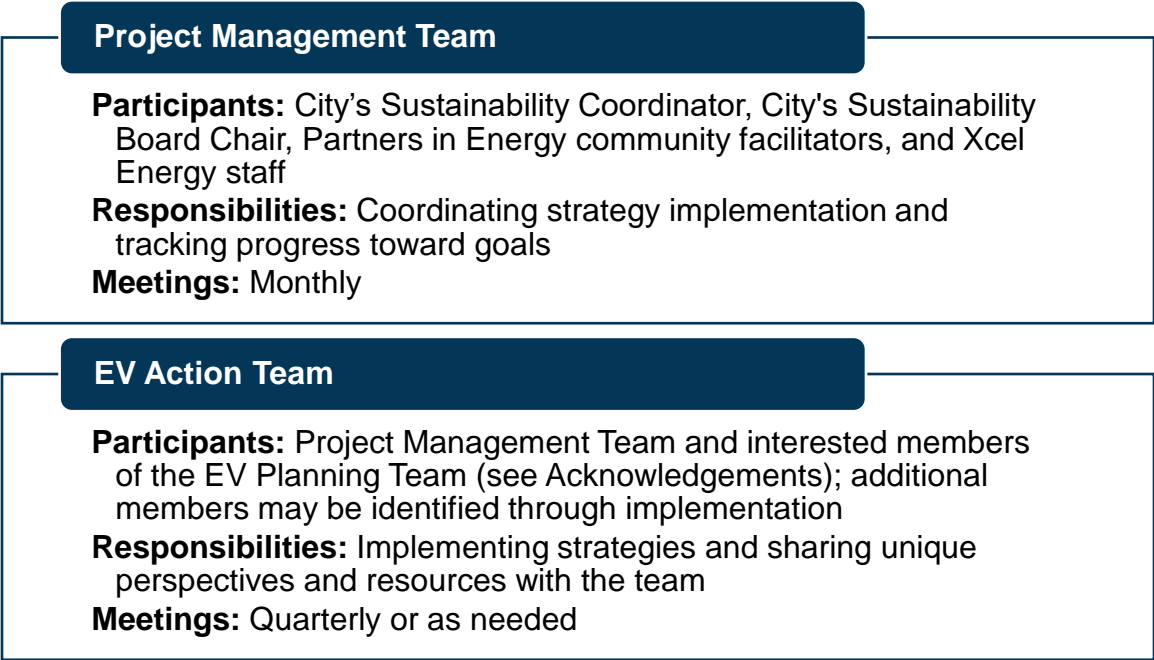 Project Management Team
Participants: City’s Sustainability Coordinator, City's Sustainability
Board Chair, Partners in Energy community facilitators, and Xcel
Energy staff
Responsibilities: Coordinating strategy implementation and
tracking progress toward goals
Meetings: Monthly
EV Action Team
Participants: Project Management Team and interested members
of the EV Planning Team (see Acknowledgements); additional
members may be identified through implementation
Responsibilities: Implementing strategies and sharing unique
perspectives and resources with the team
Meetings: Quarterly or as needed